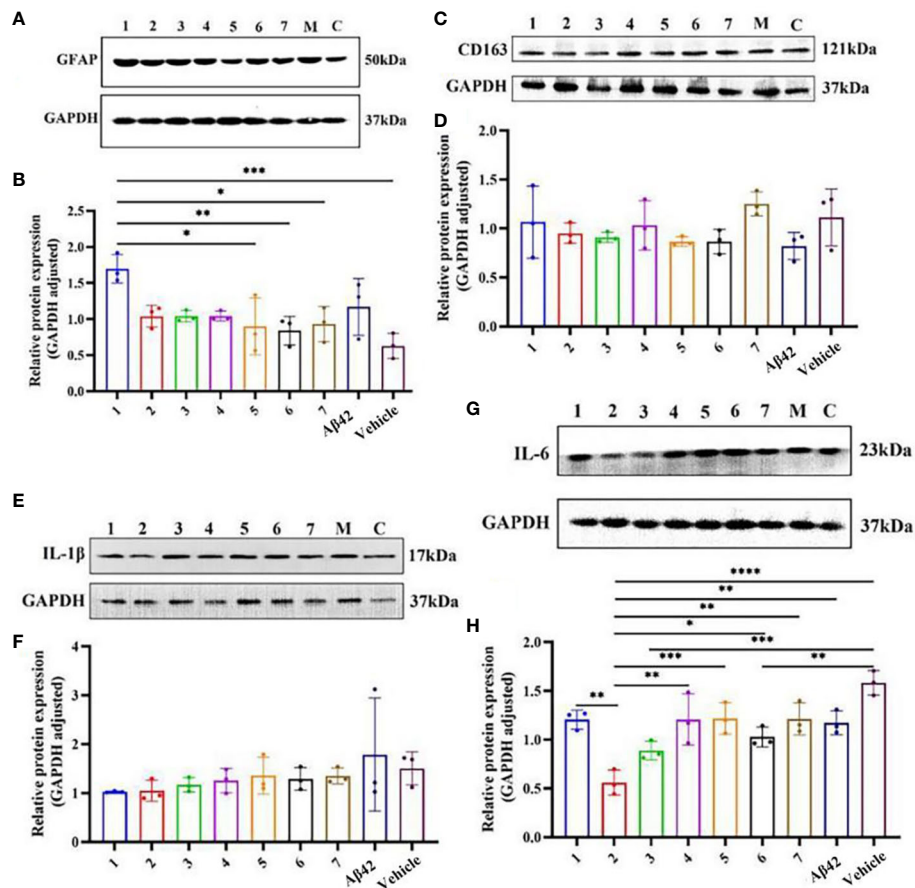 A
1 2 3 4 5 6 7 M C
GFAP
50kDa
GAPDH
37kDa
B
***
*
**
*
Relative protein expression
(GAPDH adjusted)
2.5
2.0
1.5
1.0
0.5
0.0
1 2 3 4 5 6 7 Aβ42 Vehicle
C
1 2 3 4 5 6 7 M C
CD163
121kDa
GAPDH
37kDa
D
Relative protein expression
(GAPDH adjusted)
2.0
1.5
1.0
0.5
0.0
1 2 3 4 5 6 7 Aβ42 Vehicle
E
1 2 3 4 5 6 7 M C
IL-1β
17kDa
GAPDH
37kDa
F
Relative protein expression
(GAPDH adjusted)
4
3
2
1
0
1 2 3 4 5 6 7 Aβ42 Vehicle
G
1 2 3 4 5 6 7 M C
IL-6
23kDa
GAPDH
37kDa
H
****
**
**
*
***
***
**
**
**
Relative protein expression
(GAPDH adjusted)
2.0
1.5
1.0
0.5
0.0
1 2 3 4 5 6 7 Aβ42 Vehicle